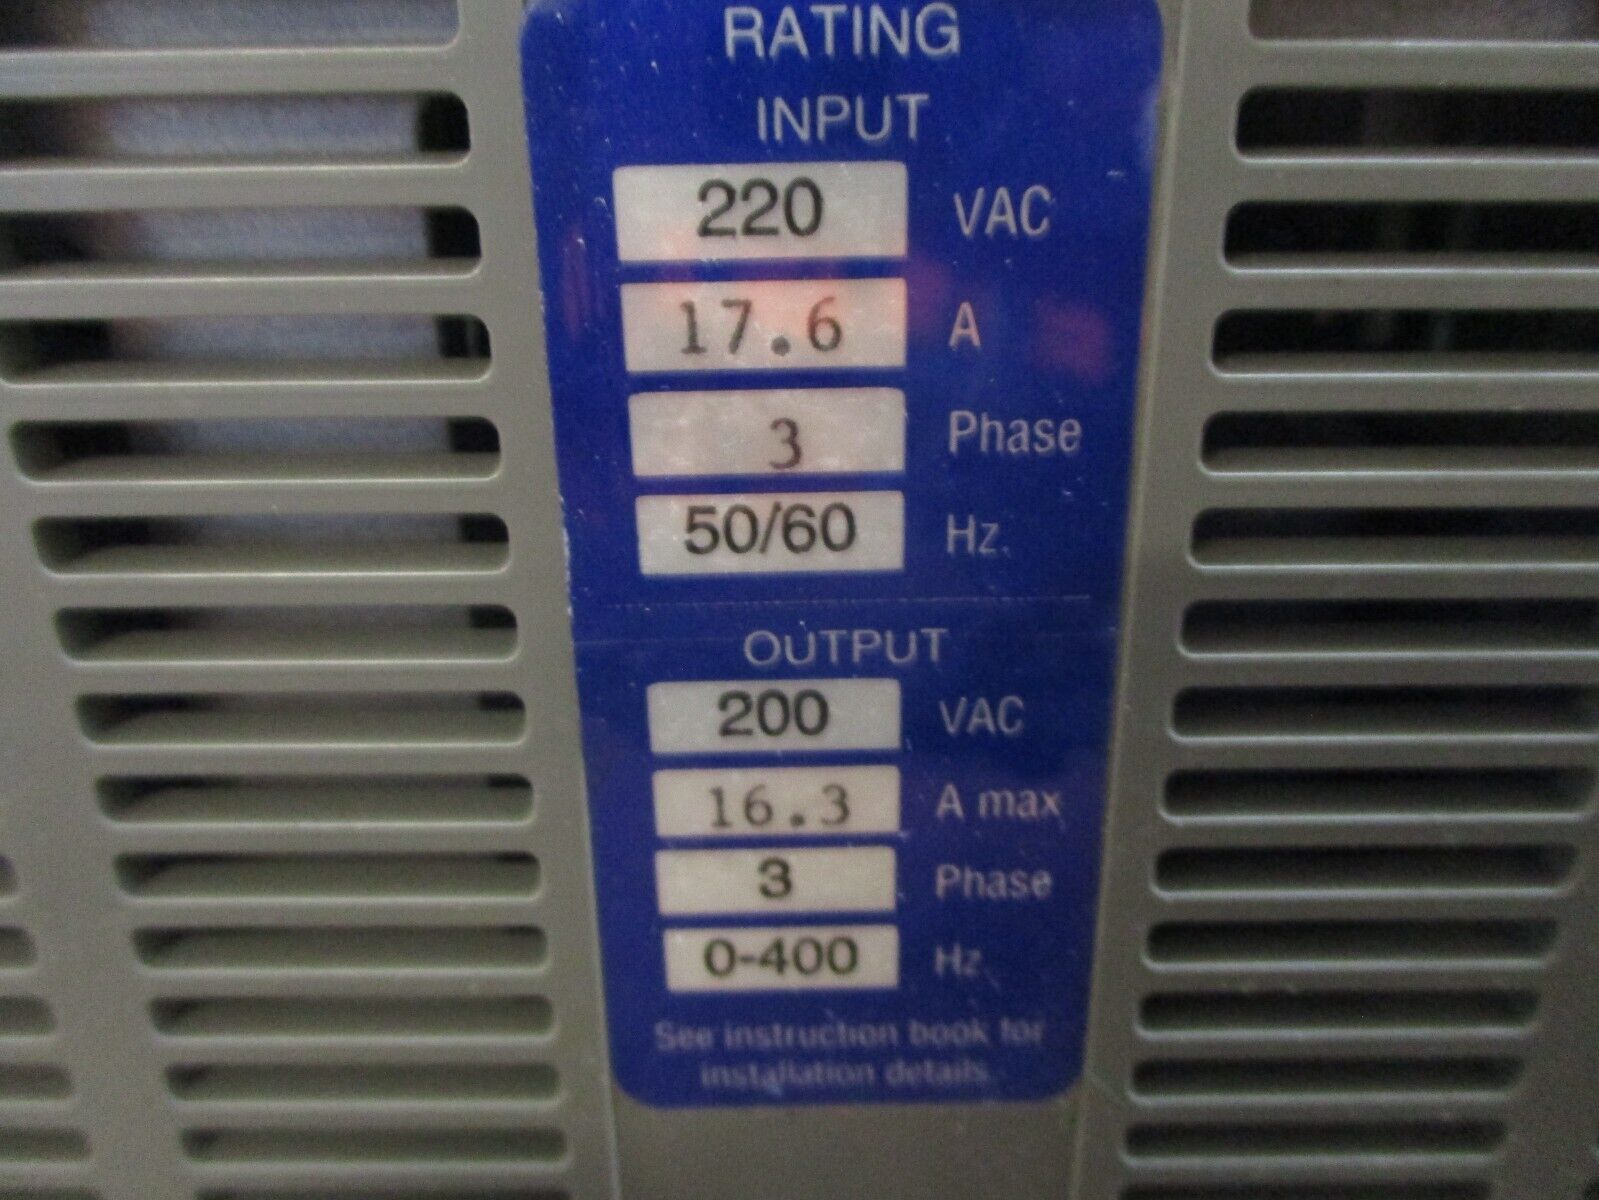 RATING
INPUT
220 VAC
17.6 A
3 Phase
50/60 Hz.
OUTPUT
200 VAC
16.3 A max
3 Phase
0-400 Hz
See instruction book for
installation details.